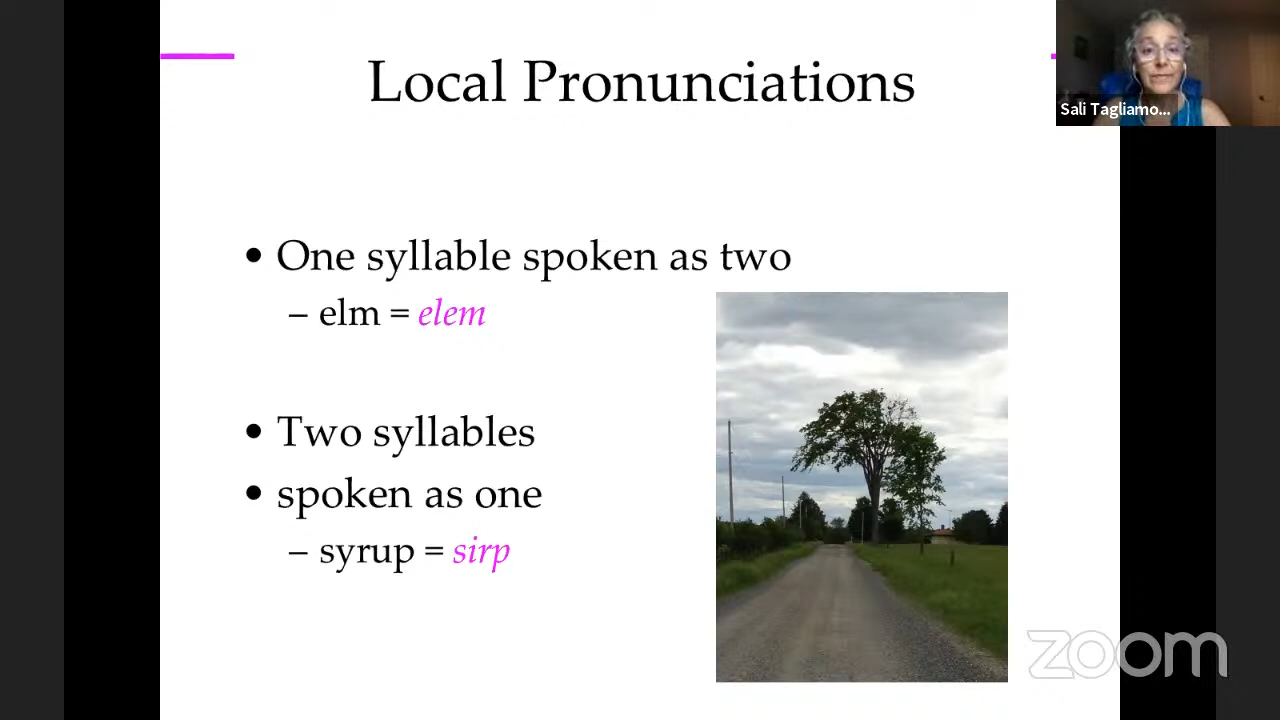 Local Pronunciations
Sali Tagliamo...
• One syllable spoken as two
– elm = elem
• Two syllables
• spoken as one
– syrup = sirp
zoom